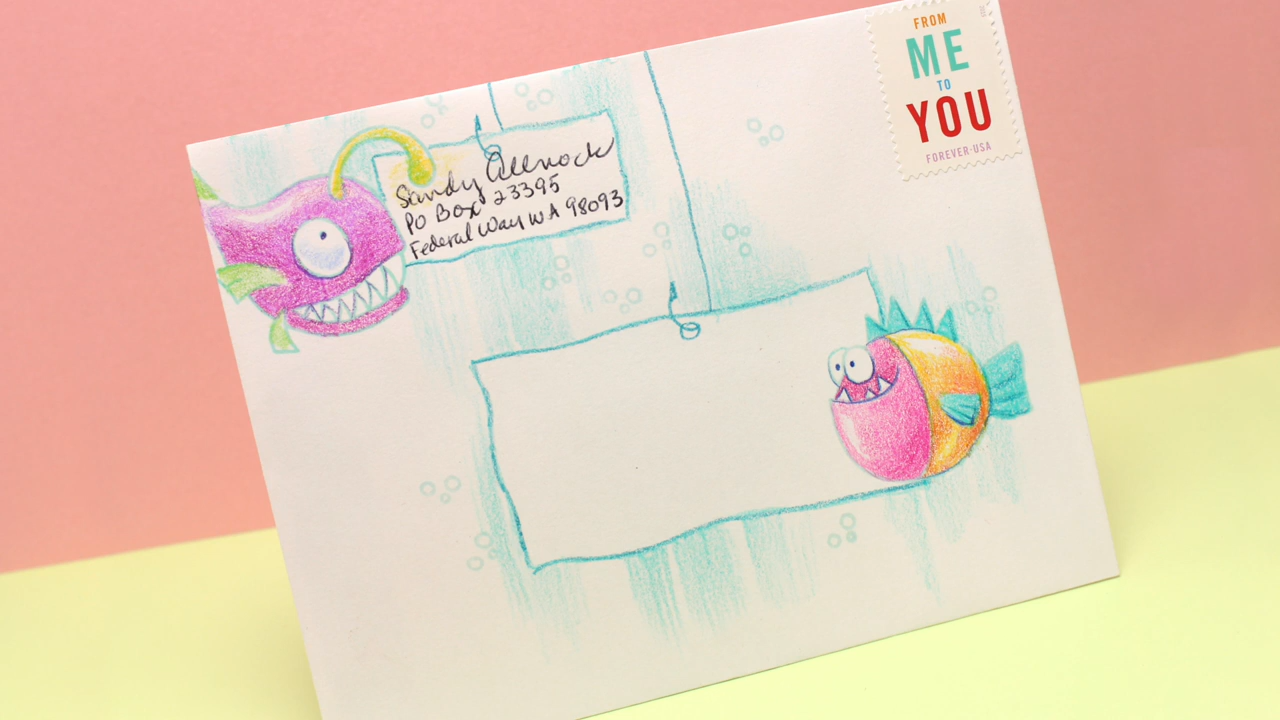 Sandy Allnock
PO Box 23395
Federal Way WA 98093
FROM
ME
TO
YOU
FOREVER·USA